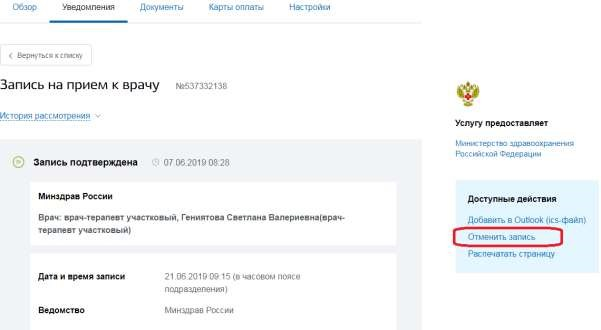 Обзор Уведомления Документы Карты оплаты Настройки
Вернуться к списку
Запись на прием к врачу №537332138
История рассмотрения
Запись подтверждена 07.06.2019 08:28
Минздрав России
Врач: врач-терапевт участковый, Гениятова Светлана Валериевна(врач-
терапевт участковый)
Дата и время записи 21.06.2019 09:15 (в часовом поясе
подразделения)
Ведомство Минздрав России
Услугу предоставляет
Министерство здравоохранения
Российской Федерации
Доступные действия
Добавить в Outlook (ics-файл)
Отменить запись
Распечатать страницу